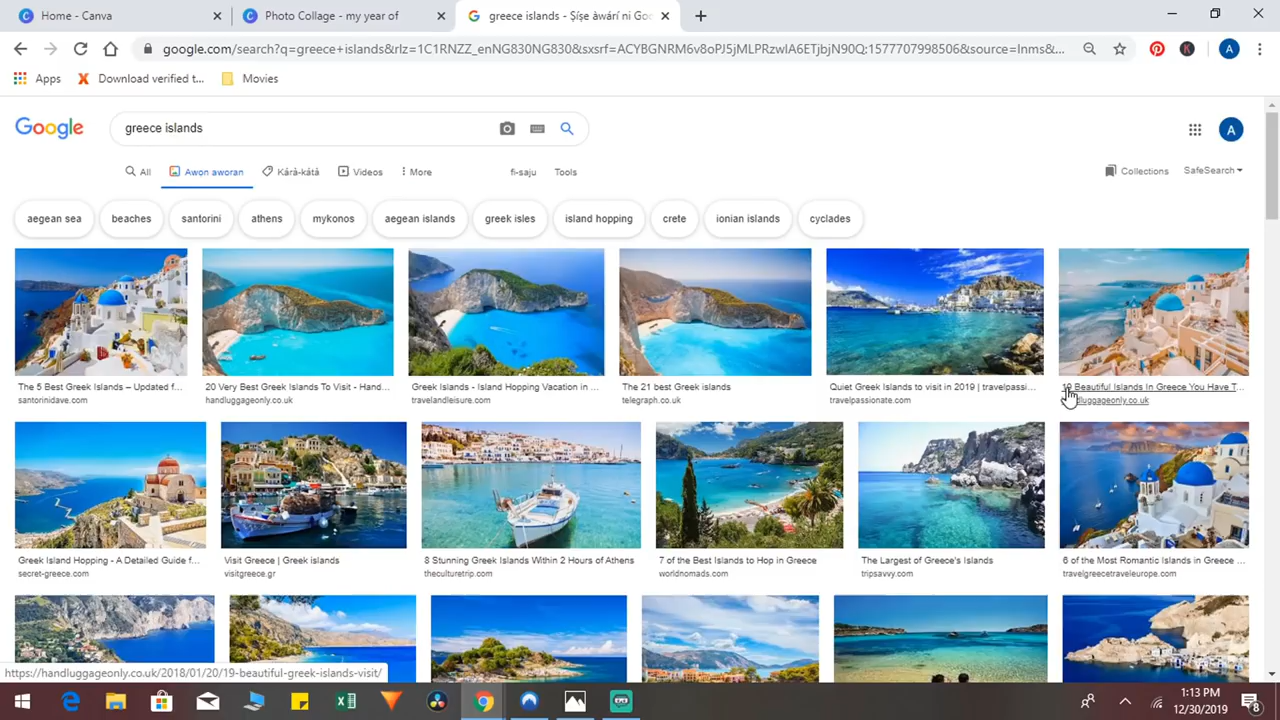 Home - Canva
Photo Collage - my year of
greece islands - Ṣíṣe àwárí ni Goo
google.com/search?q=greece+islands&rlz=1C1RNZZ_enNG830NG830&sxsrf=ACYBGNRM6v8oPJ5jMLPRzwIA6ETjbjN90Q:1577707998506&source=lnms&...
Apps
Download verified t...
Movies
Google
greece islands
A
All
Awọn aworan
Kárà-kátà
Videos
More
fi-saju
Tools
Collections
SafeSearch
aegean sea
beaches
santorini
athens
mykonos
aegean islands
greek isles
island hopping
crete
ionian islands
cyclades
The 5 Best Greek Islands – Updated f...
santorinidave.com
20 Very Best Greek Islands To Visit - Hand...
handluggageonly.co.uk
Greek Islands - Island Hopping Vacation in ...
travelandleisure.com
The 21 best Greek islands
telegraph.co.uk
Quiet Greek Islands to visit in 2019 | travelpassi...
travelpassionate.com
19 Beautiful Islands In Greece You Have T...
dluggageonly.co.uk
Greek Island Hopping - A Detailed Guide f...
secret-greece.com
Visit Greece | Greek islands
visitgreece.gr
8 Stunning Greek Islands Within 2 Hours of Athens
theculturetrip.com
7 of the Best Islands to Hop in Greece
worldnomads.com
The Largest of Greece's Islands
tripsavvy.com
6 of the Most Romantic Islands in Greece ...
travelgreecetraveleurope.com
https://handluggageonly.co.uk/2018/01/20/19-beautiful-greek-islands-visit/
1:13 PM
12/30/2019
8